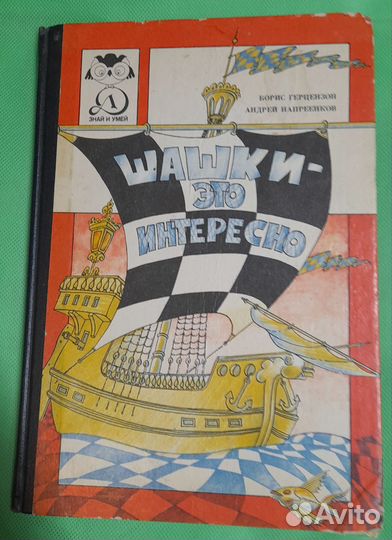 БОРИС ГЕРЦЕНЗОН
АНДРЕЙ НАПРЕЕНКОВ
Д
ЗНАЙ И УМЕЙ
ШАШКИ-
ЭТО
ИНТЕРЕСНО
Avito